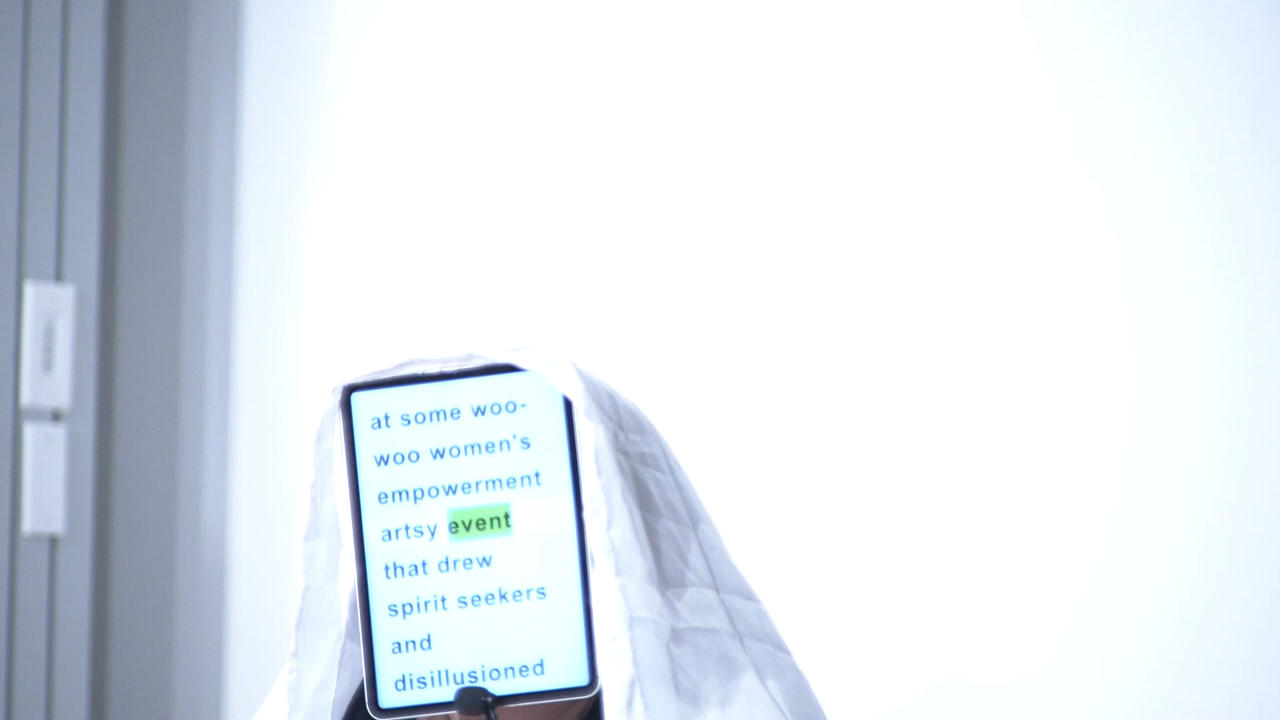 at some woo-
woo women's
empowerment
artsy event
that drew
spirit seekers
and
disillusioned